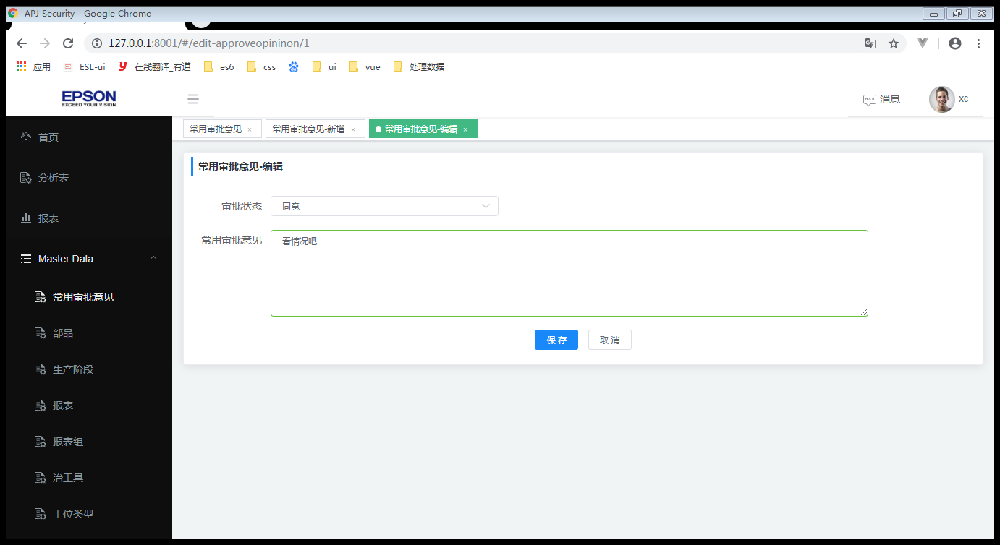 APJ Security - Google Chrome
127.0.0.1:8001/#/edit-approveopininon/1
应用 ESL-ui 在线翻译_有道 es6 css ui vue 处理数据
EPSON
EXCEED YOUR VISION
消息 xc
首页
分析表
报表
Master Data
常用审批意见
部品
生产阶段
报表
报表组
治工具
工位类型
常用审批意见 × 常用审批意见-新增 × 常用审批意见-编辑 ×
常用审批意见-编辑
审批状态 同意
常用审批意见 看情况吧
保存 取消